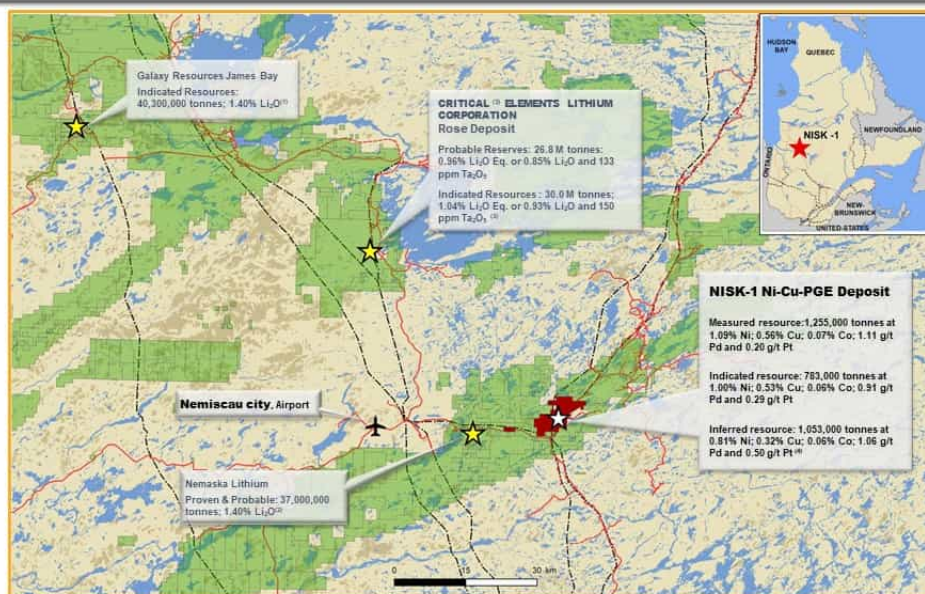 Galaxy Resources James Bay
Indicated Resources:
40,300,000 tonnes; 1.40% Li₂O⁽¹⁾
CRITICAL ⁽³⁾ ELEMENTS LITHIUM
CORPORATION
Rose Deposit
Probable Reserves: 26.8 M tonnes:
0.96% Li₂O Eq. or 0.85% Li₂O and 133
ppm Ta₂O₅
Indicated Resources : 30.0 M tonnes;
1.04% Li₂O Eq. or 0.93% Li₂O and 150
ppm Ta₂O₅ ⁽³⁾
HUDSON
BAY
QUEBEC
NISK -1
NEWFOUNDLAND
ONTARIO
NEW-
BRUNSWICK
UNITED-STATES
NISK-1 Ni-Cu-PGE Deposit
Measured resource:1,255,000 tonnes at
1.09% Ni; 0.56% Cu; 0.07% Co; 1.11 g/t
Pd and 0.20 g/t Pt
Indicated resource: 783,000 tonnes at
1.00% Ni; 0.53% Cu; 0.06% Co; 0.91 g/t
Pd and 0.29 g/t Pt
Inferred resource: 1,053,000 tonnes at
0.81% Ni; 0.32% Cu; 0.06% Co; 1.06 g/t
Pd and 0.50 g/t Pt ⁽⁴⁾
Nemiscau city, Airport
Nemaska Lithium
Proven & Probable: 37,000,000
tonnes; 1.40% Li₂O⁽²⁾
0 15 30 km